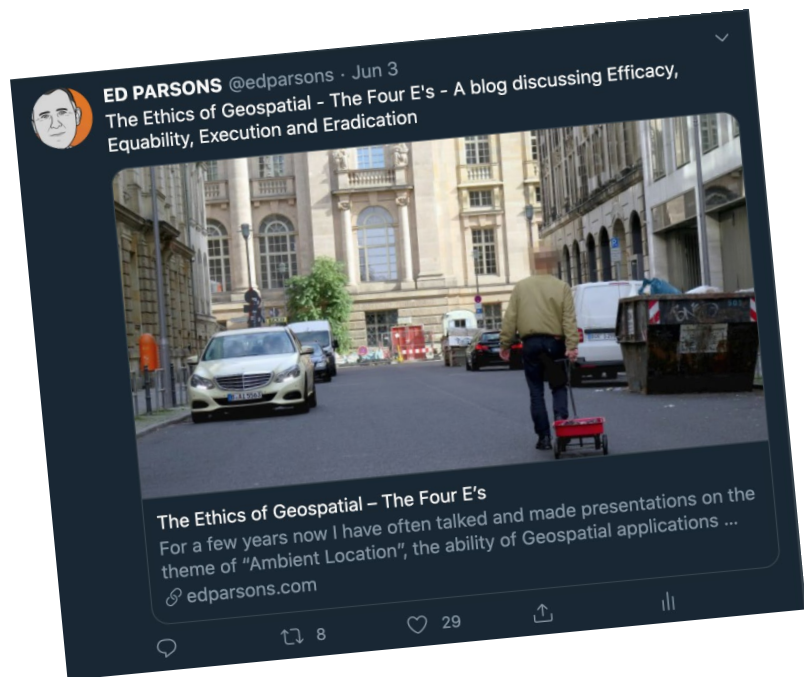 ED PARSONS @edparsons · Jun 3
The Ethics of Geospatial - The Four E's - A blog discussing Efficacy,
Equability, Execution and Eradication
The Ethics of Geospatial – The Four E's
For a few years now I have often talked and made presentations on the
theme of “Ambient Location”, the ability of Geospatial applications ...
edparsons.com
8
29